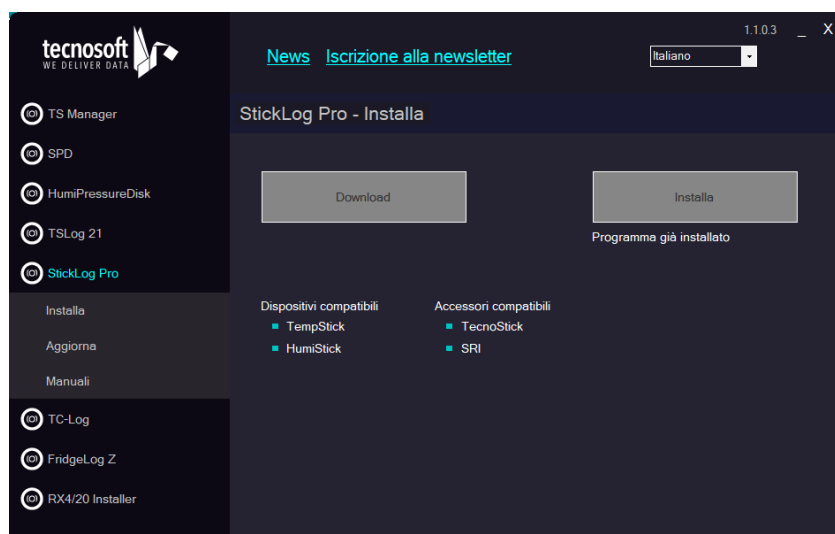 tecnosoft
WE DELIVER DATA
News Iscrizione alla newsletter
1.1.0.3 _ X
Italiano
TS Manager
SPD
HumiPressureDisk
TSLog 21
StickLog Pro
Installa
Aggiorna
Manuali
TC-Log
FridgeLog Z
RX4/20 Installer
StickLog Pro - Installa
Download
Installa
Programma già installato
Dispositivi compatibili
TempStick
HumiStick
Accessori compatibili
TecnoStick
SRI